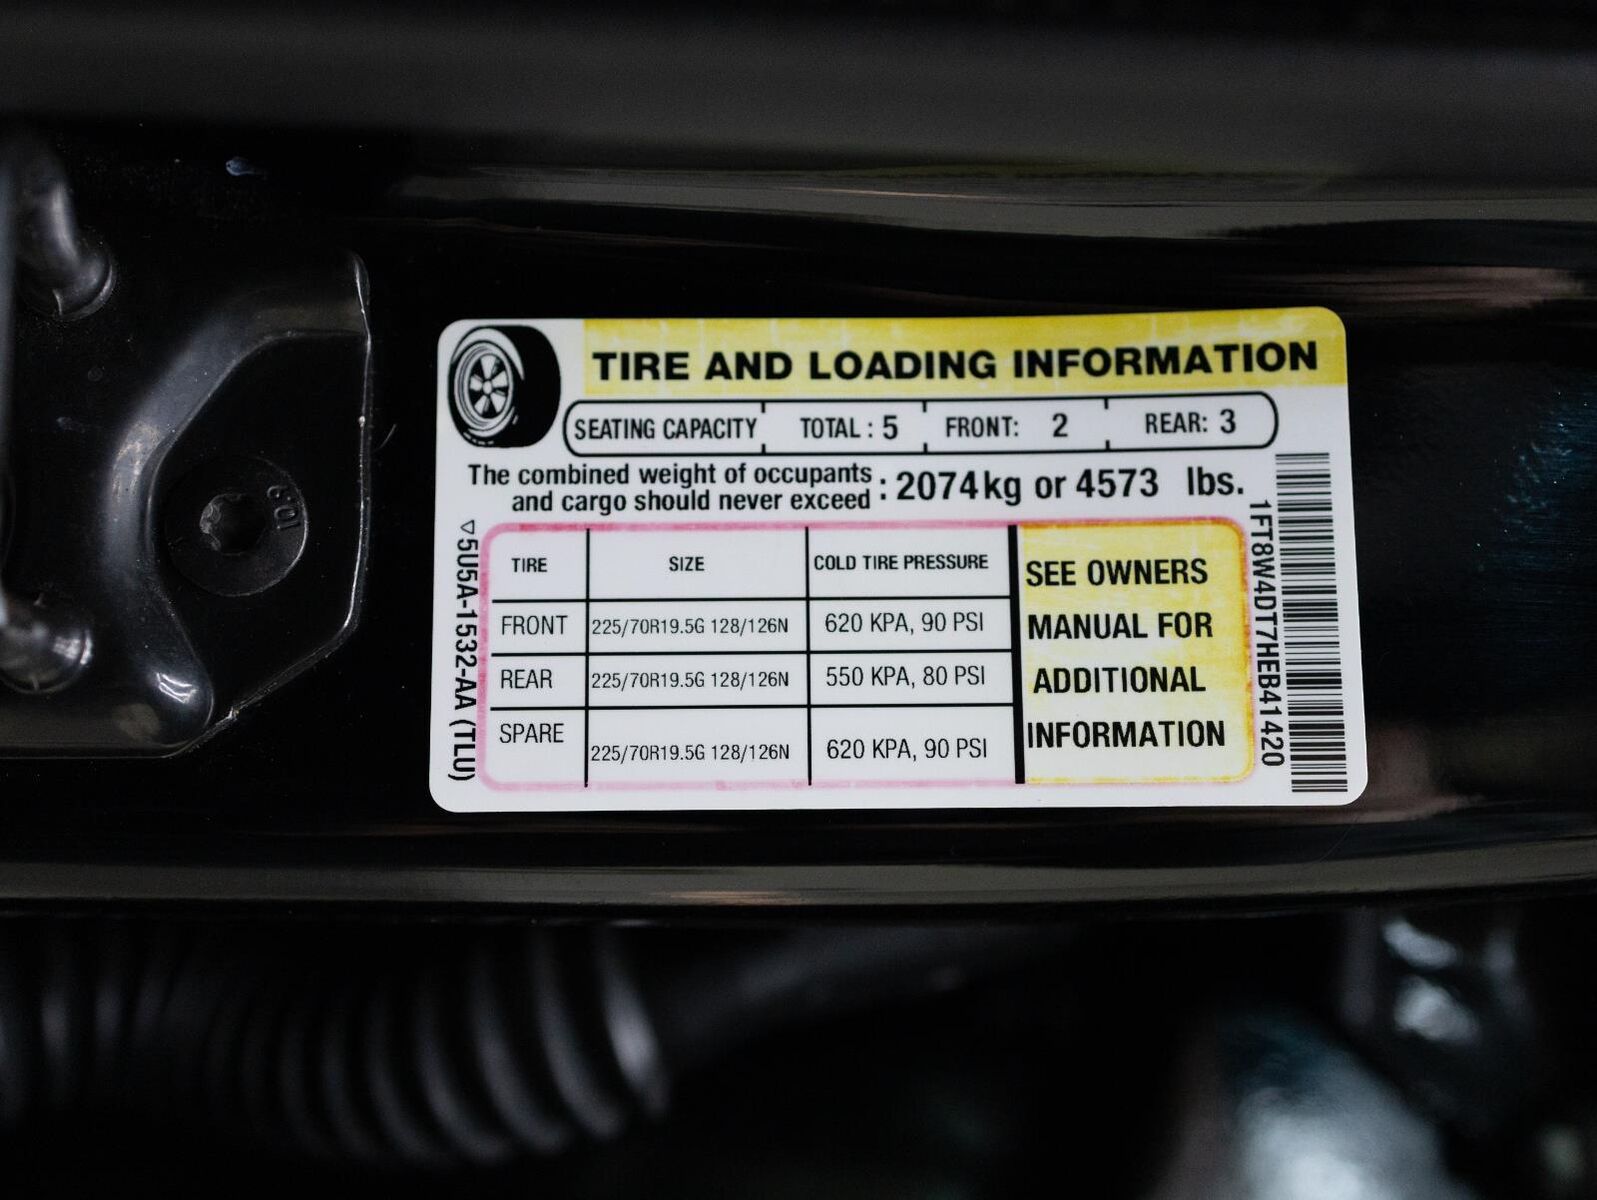 TIRE AND LOADING INFORMATION
SEATING CAPACITY TOTAL : 5 FRONT: 2 REAR: 3
The combined weight of occupants
and cargo should never exceed : 2074kg or 4573 lbs.
TIRE SIZE COLD TIRE PRESSURE
FRONT 225/70R19.5G 128/126N 620 KPA, 90 PSI
REAR 225/70R19.5G 128/126N 550 KPA, 80 PSI
SPARE 225/70R19.5G 128/126N 620 KPA, 90 PSI
SEE OWNERS
MANUAL FOR
ADDITIONAL
INFORMATION
5U5A-1532-AA (TLU)
1FT8W4DT7HEB41420